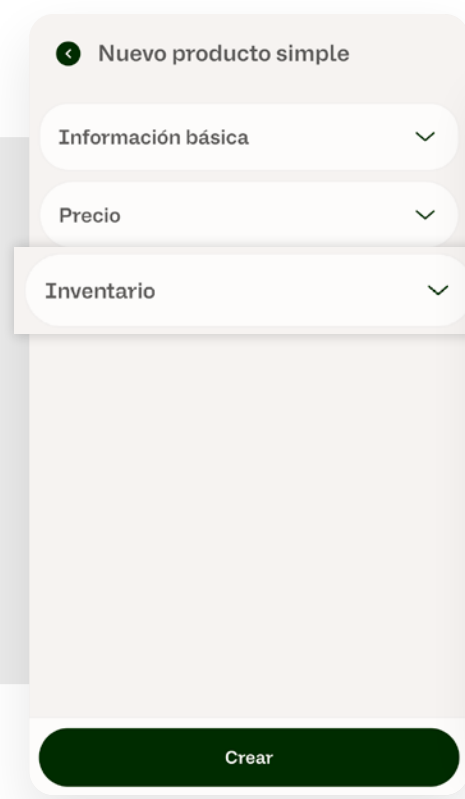 Nuevo producto simple
Información básica
Precio
Inventario
Crear